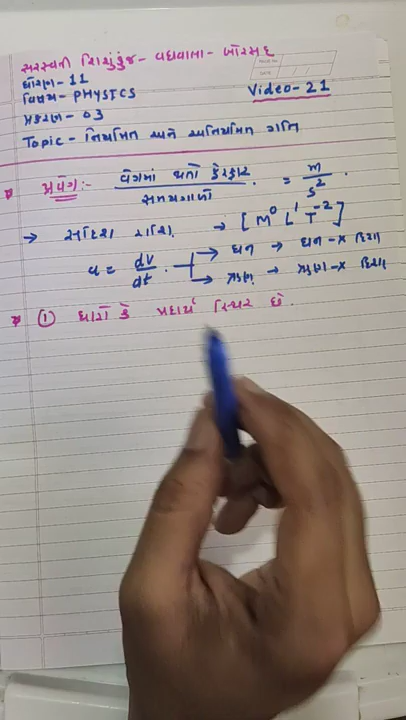 સરસ્વતી શિશુકુંજ - વઘવાલા - બોરસદ
ધોરણ - 11
વિષય - PHYSICS
પ્રકરણ - 03
Video - 21
Topic - નિયમિત અને અનિયમિત ગતિ
પ્રવેગ :- વેગમાં થતો ફેરફાર / સમયગાળો = m / s²
→ સદિશ રાશિ → [M⁰ L¹ T⁻²]
a = dv / dt → ધન → ધન -x દિશા
→ ઋણ → ઋણ -x દિશા
① ધારો કે પદાર્થ સ્થિર છે.